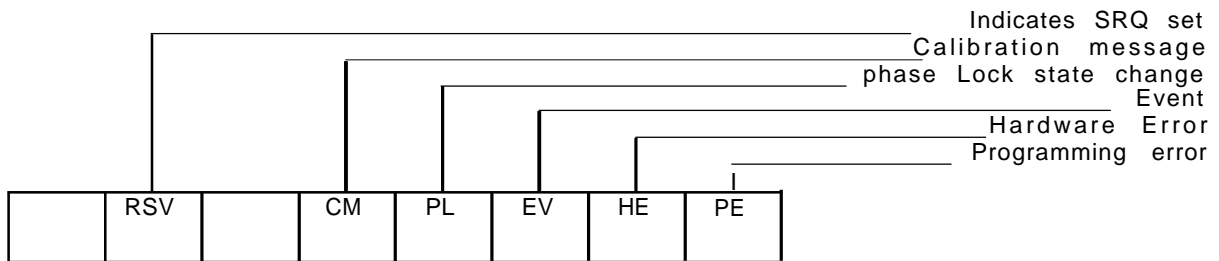 Indicates SRQ set
Calibration message
phase Lock state change
Event
Hardware Error
Programming error
RSV CM PL EV HE PE